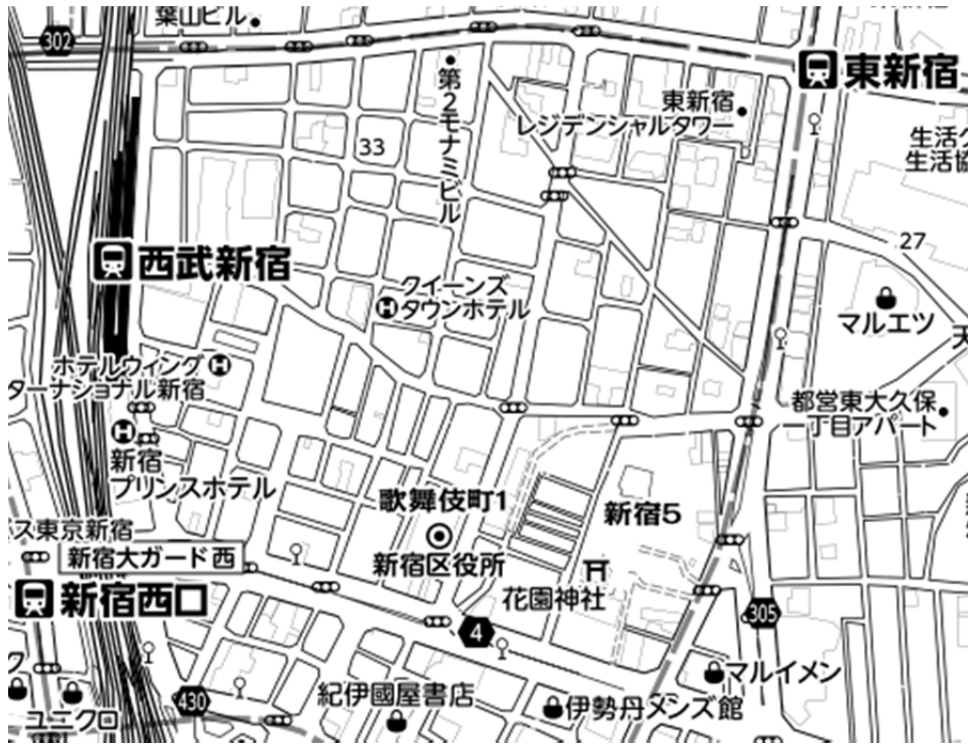 葉山ビル
302
東新宿
第2モナミビル
東新宿
レジデンシャルタワー
33
生活
生活協
西武新宿
27
クイーンズ
タウンホテル
マルエツ
天
ホテルウィング
ターナショナル新宿
都営東大久保
一丁目アパート
新宿
プリンスホテル
歌舞伎町1
新宿5
新宿区役所
ス東京新宿
新宿大ガード西
花園神社
新宿西口
305
4
マルイメン
ク
430
紀伊國屋書店
伊勢丹メンズ館
ユニクロ